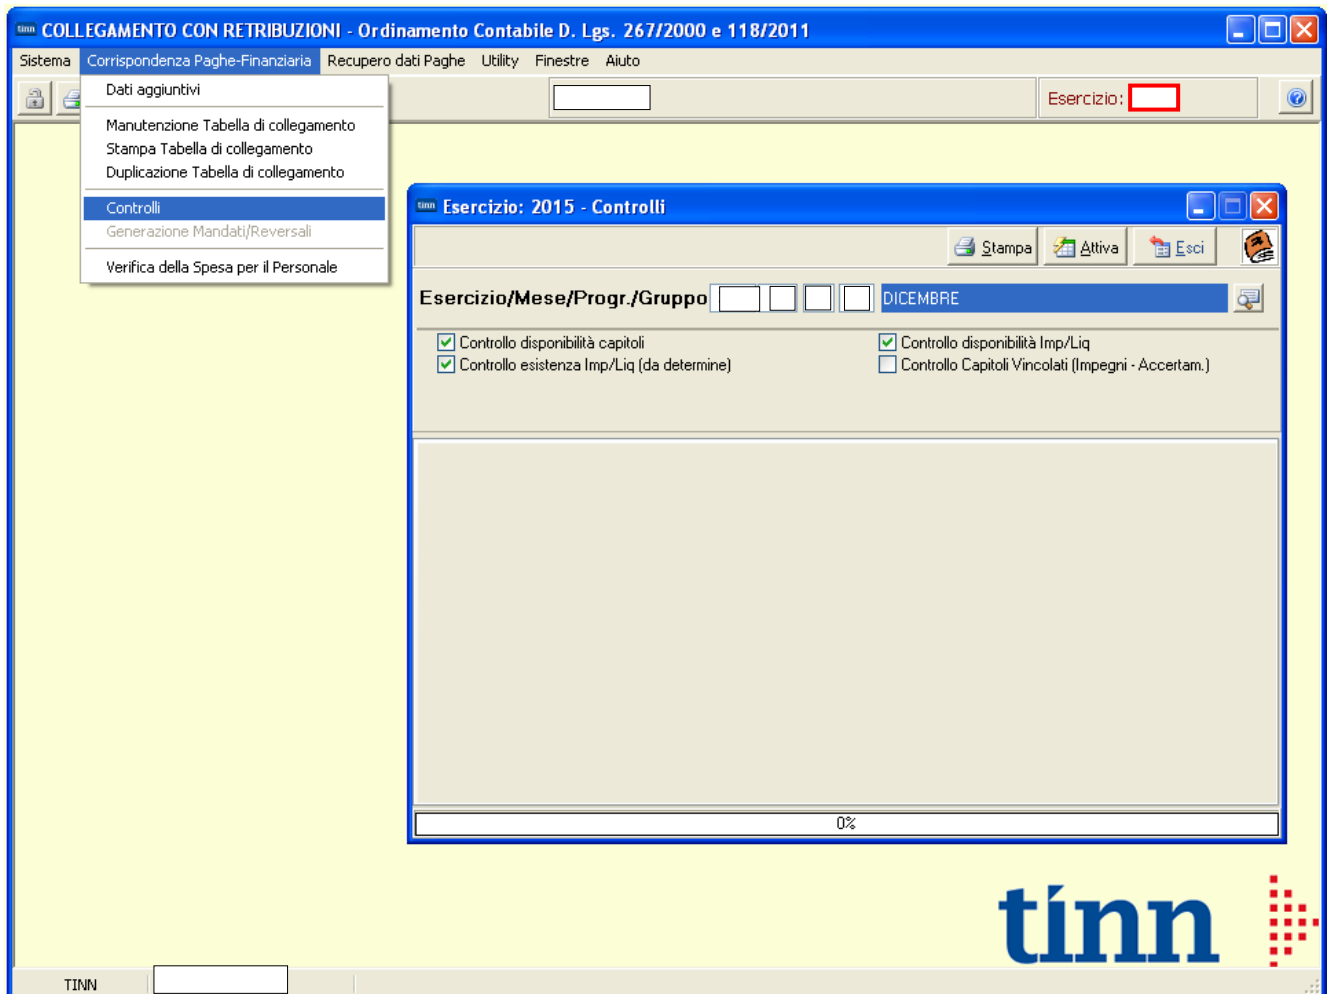 tinn COLLEGAMENTO CON RETRIBUZIONI - Ordinamento Contabile D. Lgs. 267/2000 e 118/2011
Sistema Corrispondenza Paghe-Finanziaria Recupero dati Paghe Utility Finestre Aiuto
Esercizio:
Dati aggiuntivi
Manutenzione Tabella di collegamento
Stampa Tabella di collegamento
Duplicazione Tabella di collegamento
Controlli
Generazione Mandati/Reversali
Verifica della Spesa per il Personale
tinn Esercizio: 2015 - Controlli
Stampa Attiva Esci
Esercizio/Mese/Progr./Gruppo DICEMBRE
Controllo disponibilità capitoli Controllo disponibilità Imp/Liq
Controllo esistenza Imp/Liq (da determine) Controllo Capitoli Vincolati (Impegni - Accertam.)
0%
tinn
TINN